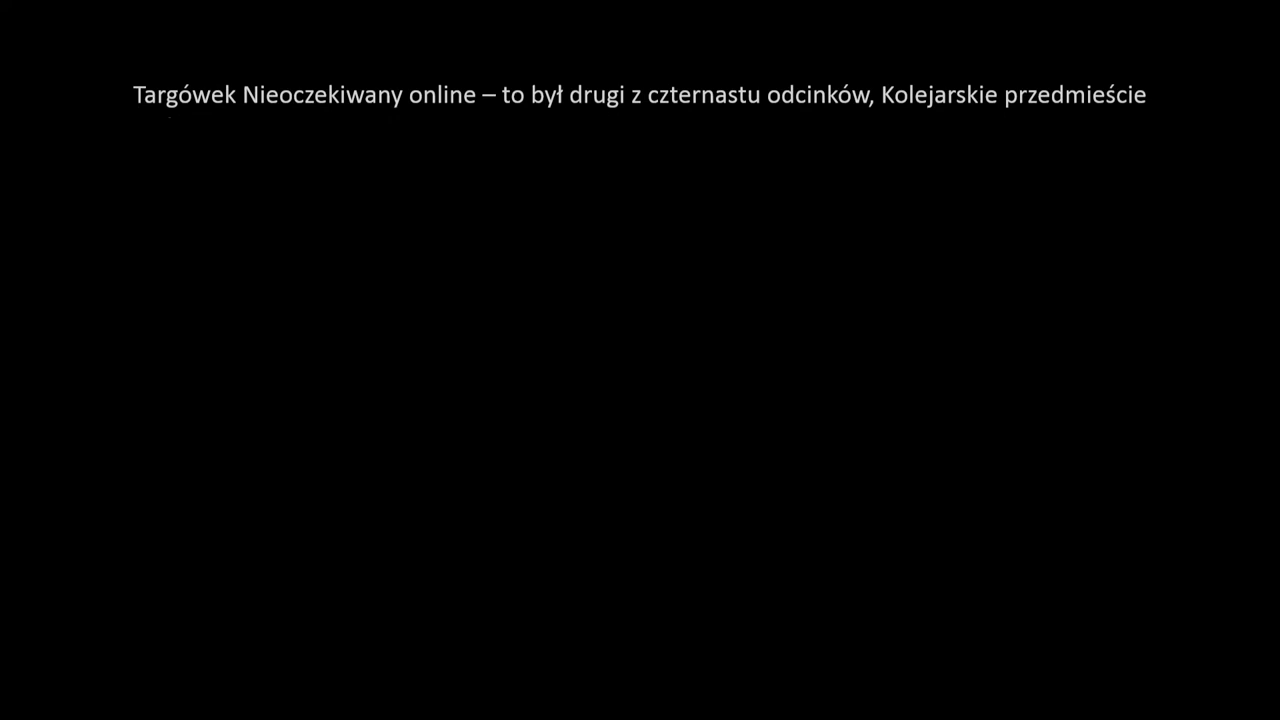 Targówek Nieoczekiwany online – to był drugi z czternastu odcinków, Kolejarskie przedmieście